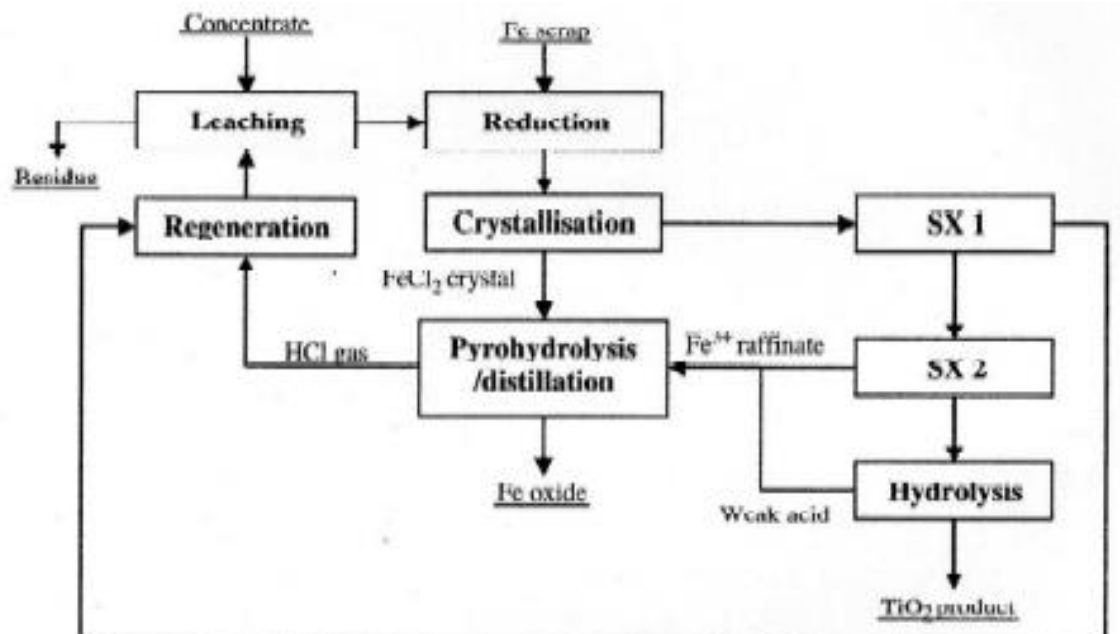 Concentrate
Fe scrap
Leaching
Reduction
Residue
Regeneration
Crystallisation
SX 1
FeCl₂ crystal
HCl gas
Pyrohydrolysis
/distillation
Fe³⁺ raffinate
SX 2
Fe oxide
Weak acid
Hydrolysis
TiO₂ product